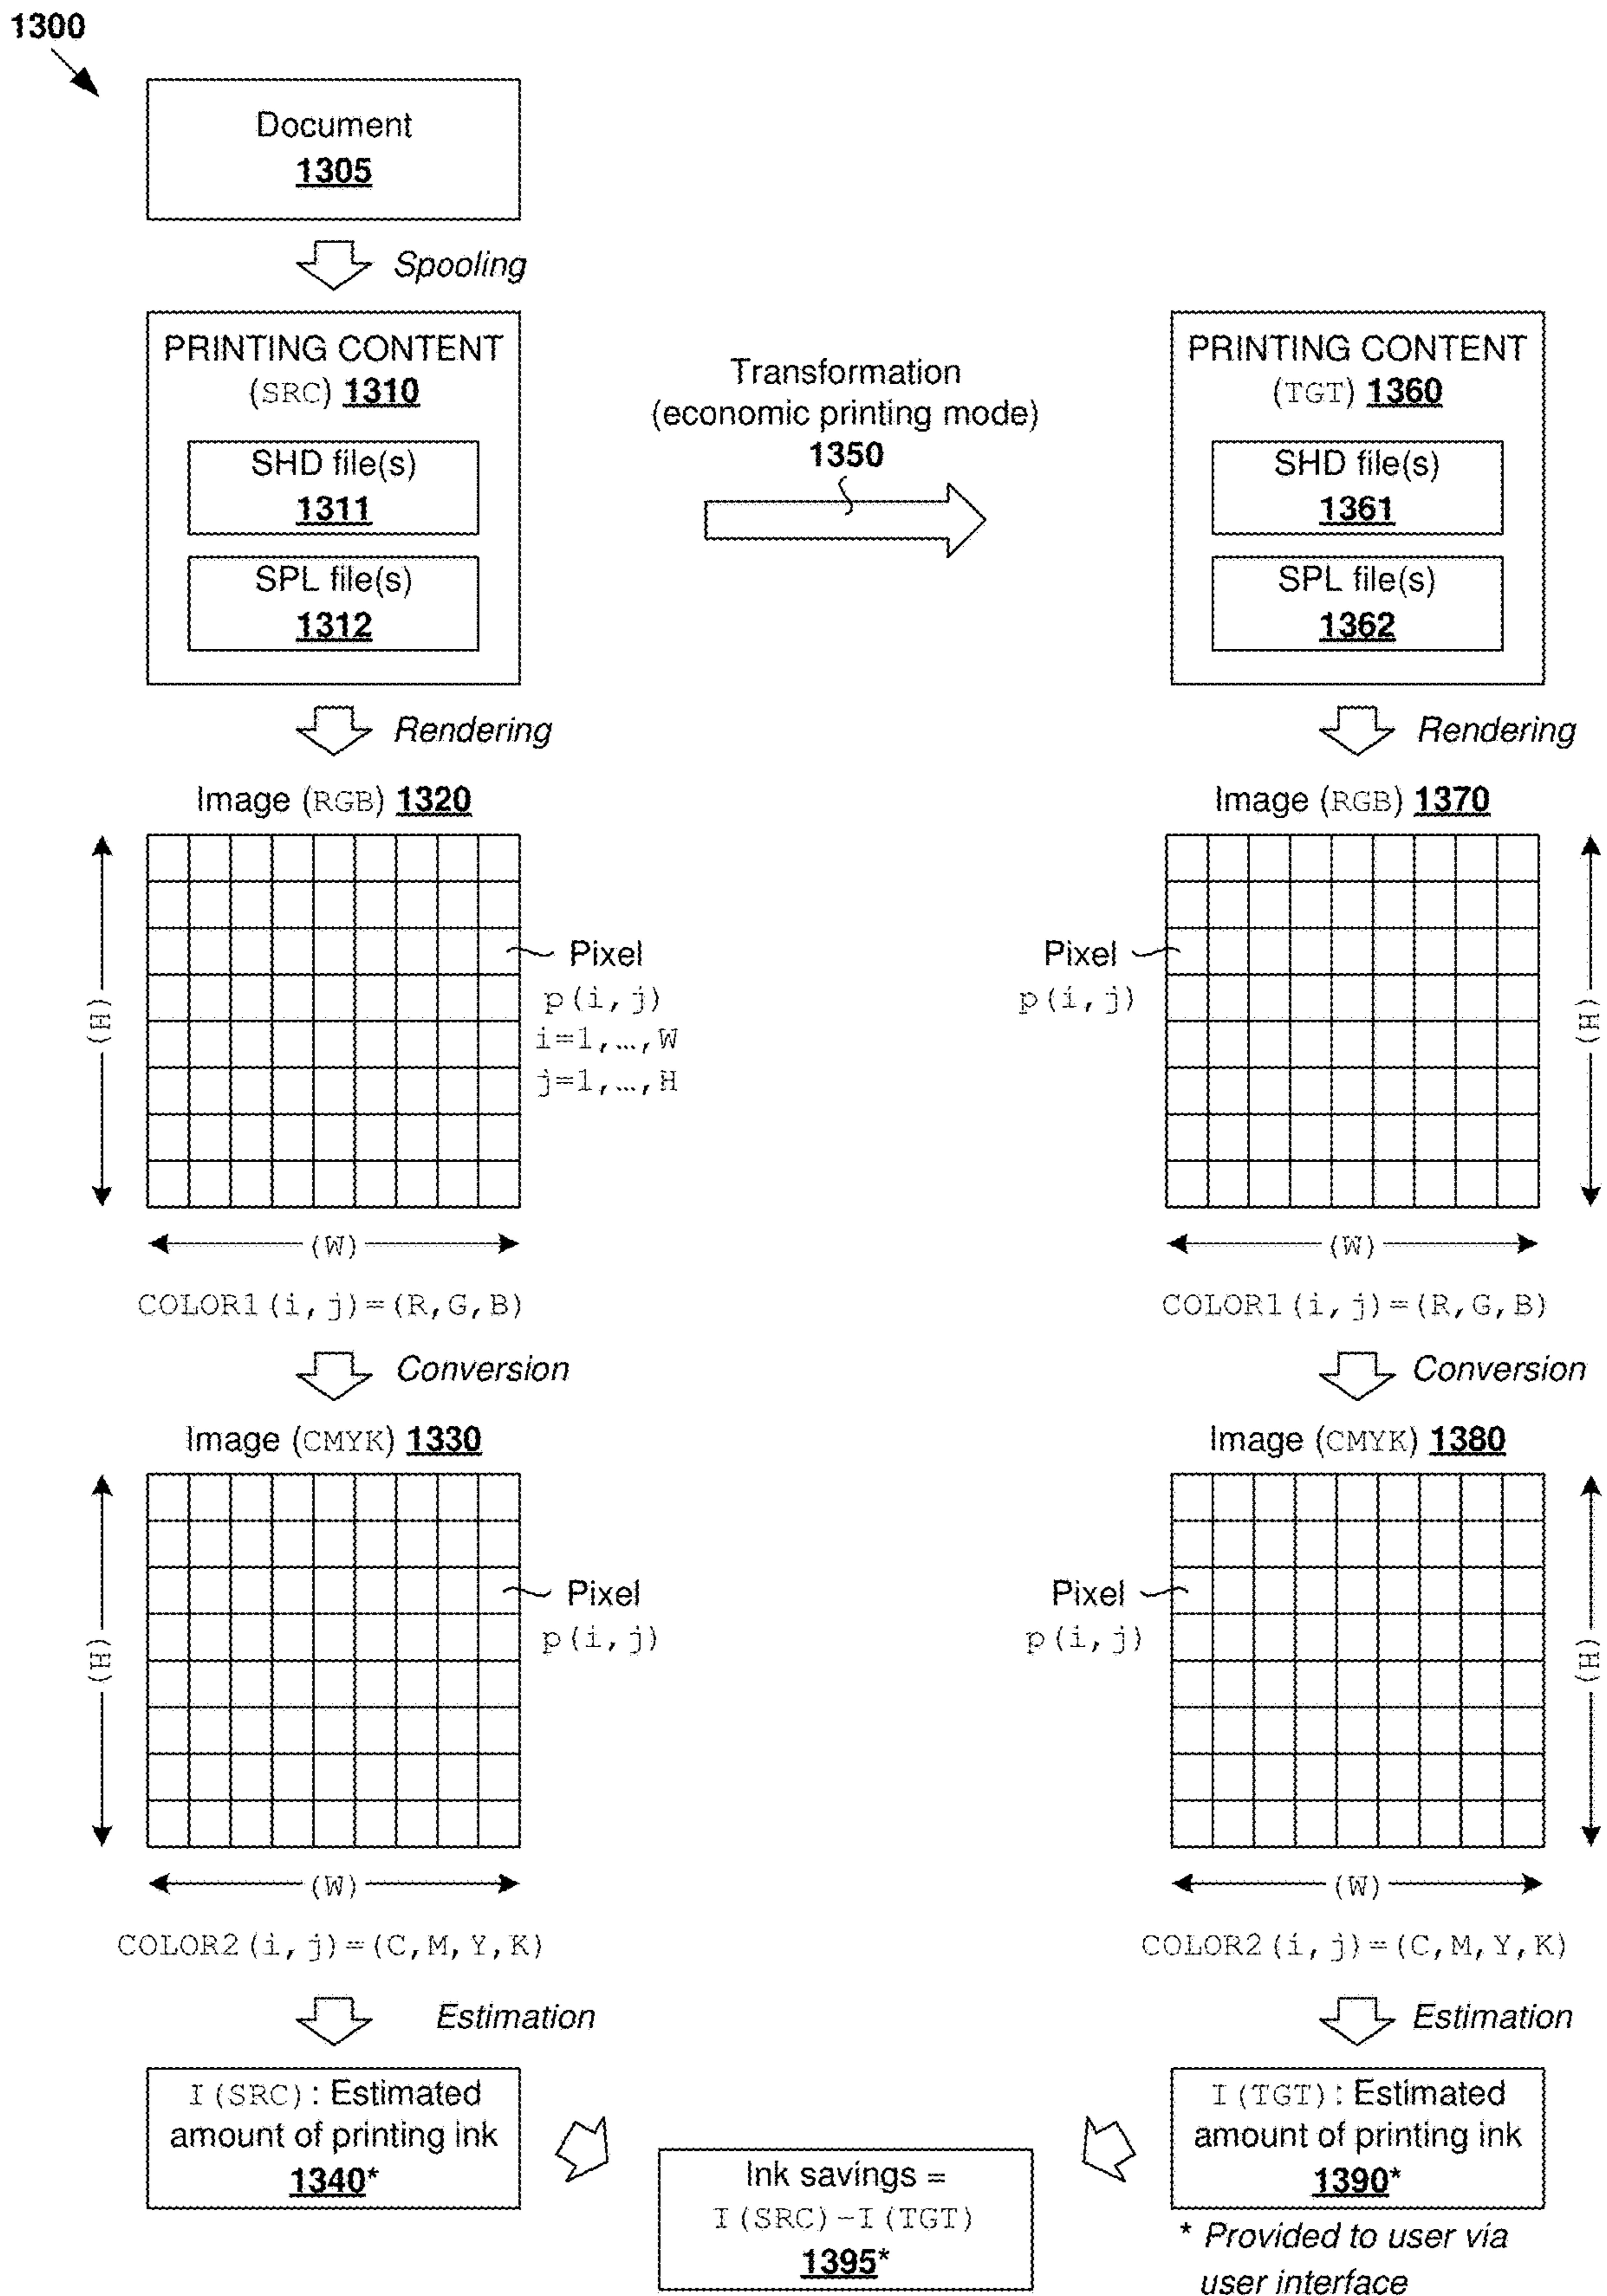 1300
Document
1305
Spooling
PRINTING CONTENT
(SRC) 1310
SHD file(s)
1311
SPL file(s)
1312
Transformation
(economic printing mode)
1350
PRINTING CONTENT
(TGT) 1360
SHD file(s)
1361
SPL file(s)
1362
Rendering
Rendering
Image (RGB) 1320
(H)
Pixel
p(i,j)
i=1,…,W
j=1,…,H
(W)
COLOR1(i,j)=(R,G,B)
Image (RGB) 1370
Pixel
p(i,j)
(H)
(W)
COLOR1(i,j)=(R,G,B)
Conversion
Conversion
Image (CMYK) 1330
(H)
Pixel
p(i,j)
(W)
COLOR2(i,j)=(C,M,Y,K)
Image (CMYK) 1380
Pixel
p(i,j)
(H)
(W)
COLOR2(i,j)=(C,M,Y,K)
Estimation
Estimation
I(SRC): Estimated
amount of printing ink
1340*
I(TGT): Estimated
amount of printing ink
1390*
Ink savings =
I(SRC)-I(TGT)
1395*
* Provided to user via
user interface